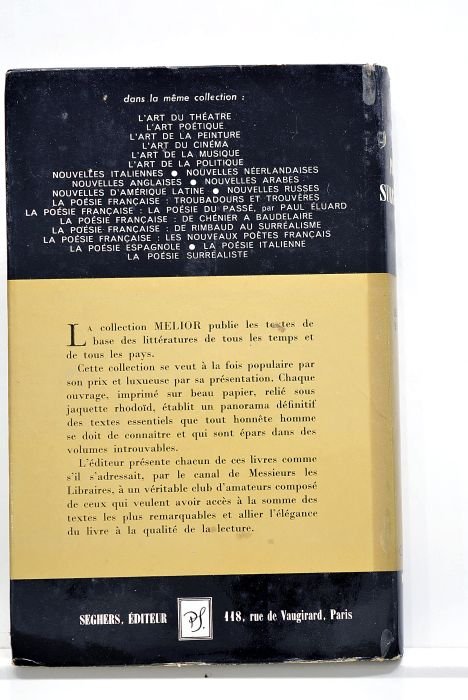 dans la même collection :
L'ART DU THÉATRE
L'ART POÉTIQUE
L'ART DE LA PEINTURE
L'ART DU CINÉMA
L'ART DE LA MUSIQUE
L'ART DE LA POLITIQUE
NOUVELLES ITALIENNES ● NOUVELLES NÉERLANDAISES
NOUVELLES ANGLAISES ● NOUVELLES ARABES
NOUVELLES D'AMÉRIQUE LATINE ● NOUVELLES RUSSES
LA POÉSIE FRANÇAISE : TROUBADOURS ET TROUVÈRES
LA POÉSIE FRANÇAISE : LA POÉSIE DU PASSÉ, par PAUL ÉLUARD
LA POÉSIE FRANÇAISE : DE CHÉNIER A BAUDELAIRE
LA POÉSIE FRANÇAISE : DE RIMBAUD AU SURRÉALISME
LA POÉSIE FRANÇAISE : LES NOUVEAUX POÈTES FRANÇAIS
LA POÉSIE ESPAGNOLE ● LA POÉSIE ITALIENNE
LA POÉSIE SURRÉALISTE
LA collection MELIOR publie les textes de
base des littératures de tous les temps et
de tous les pays.
Cette collection se veut à la fois populaire par
son prix et luxueuse par sa présentation. Chaque
ouvrage, imprimé sur beau papier, relié sous
jaquette rhodoïd, établit un panorama définitif
des textes essentiels que tout honnête homme
se doit de connaître et qui sont épars dans des
volumes introuvables.
L'éditeur présente chacun de ces livres comme
s'il s'adressait, par le canal de Messieurs les
Libraires, à un véritable club d'amateurs composé
de ceux qui veulent avoir accès à la somme des
textes les plus remarquables et allier l'élégance
du livre à la qualité de la lecture.
SEGHERS, ÉDITEUR PS. 118, rue de Vaugirard, Paris